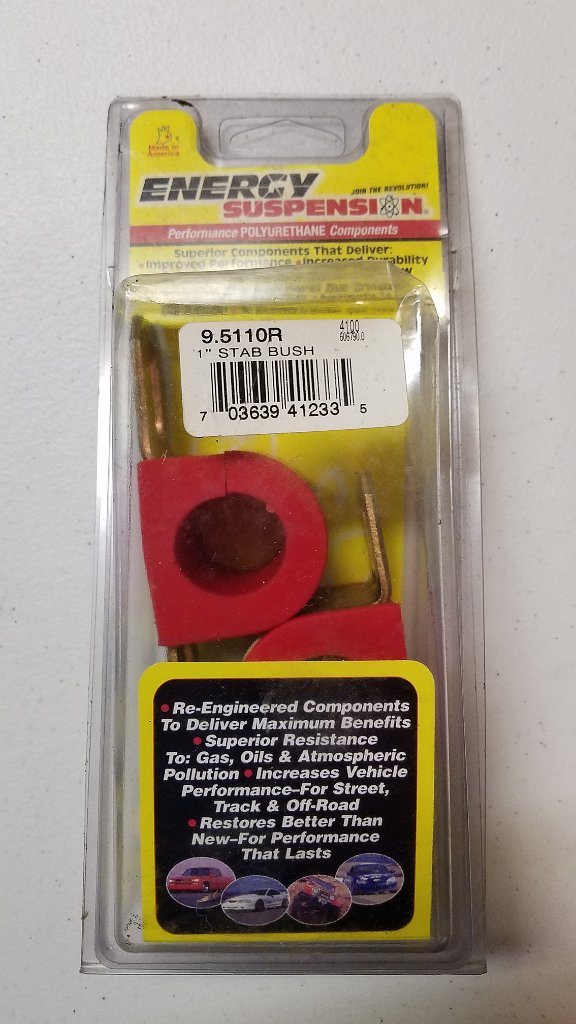 Made in
America
ENERGY
JOIN THE REVOLUTION!
SUSPENSION®
Performance POLYURETHANE Components
Superior Components That Deliver:
• Improved Performance • Increased Durability
9.5110R
4100
1" STAB BUSH
7 03639 41233 5
• Re-Engineered Components
To Deliver Maximum Benefits
• Superior Resistance
To: Gas, Oils & Atmospheric
Pollution • Increases Vehicle
Performance–For Street,
Track & Off-Road
• Restores Better Than
New–For Performance
That Lasts